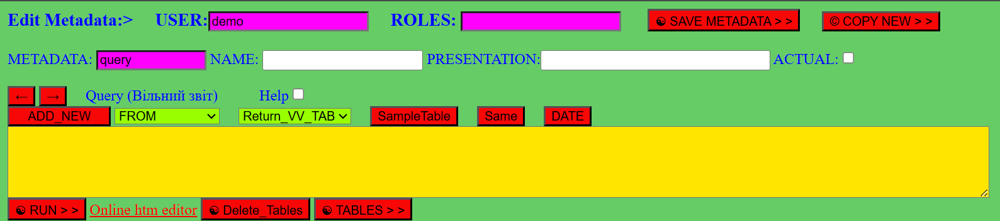 Edit Metadata:> USER: demo ROLES: ☯ SAVE METADATA > > © COPY NEW > >
METADATA: query NAME: PRESENTATION: ACTUAL:
← → Query (Вільний звіт) Help
ADD_NEW FROM Return_VV_TAB SampleTable Same DATE
☯ RUN > > Online htm editor ☯ Delete_Tables ☯ TABLES > >